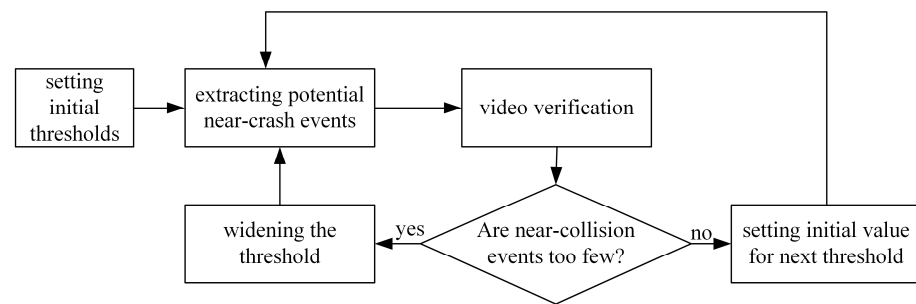 setting
initial
thresholds
extracting potential
near-crash events
video verification
Are near-collision
events too few?
yes
widening the
threshold
no
setting initial value
for next threshold